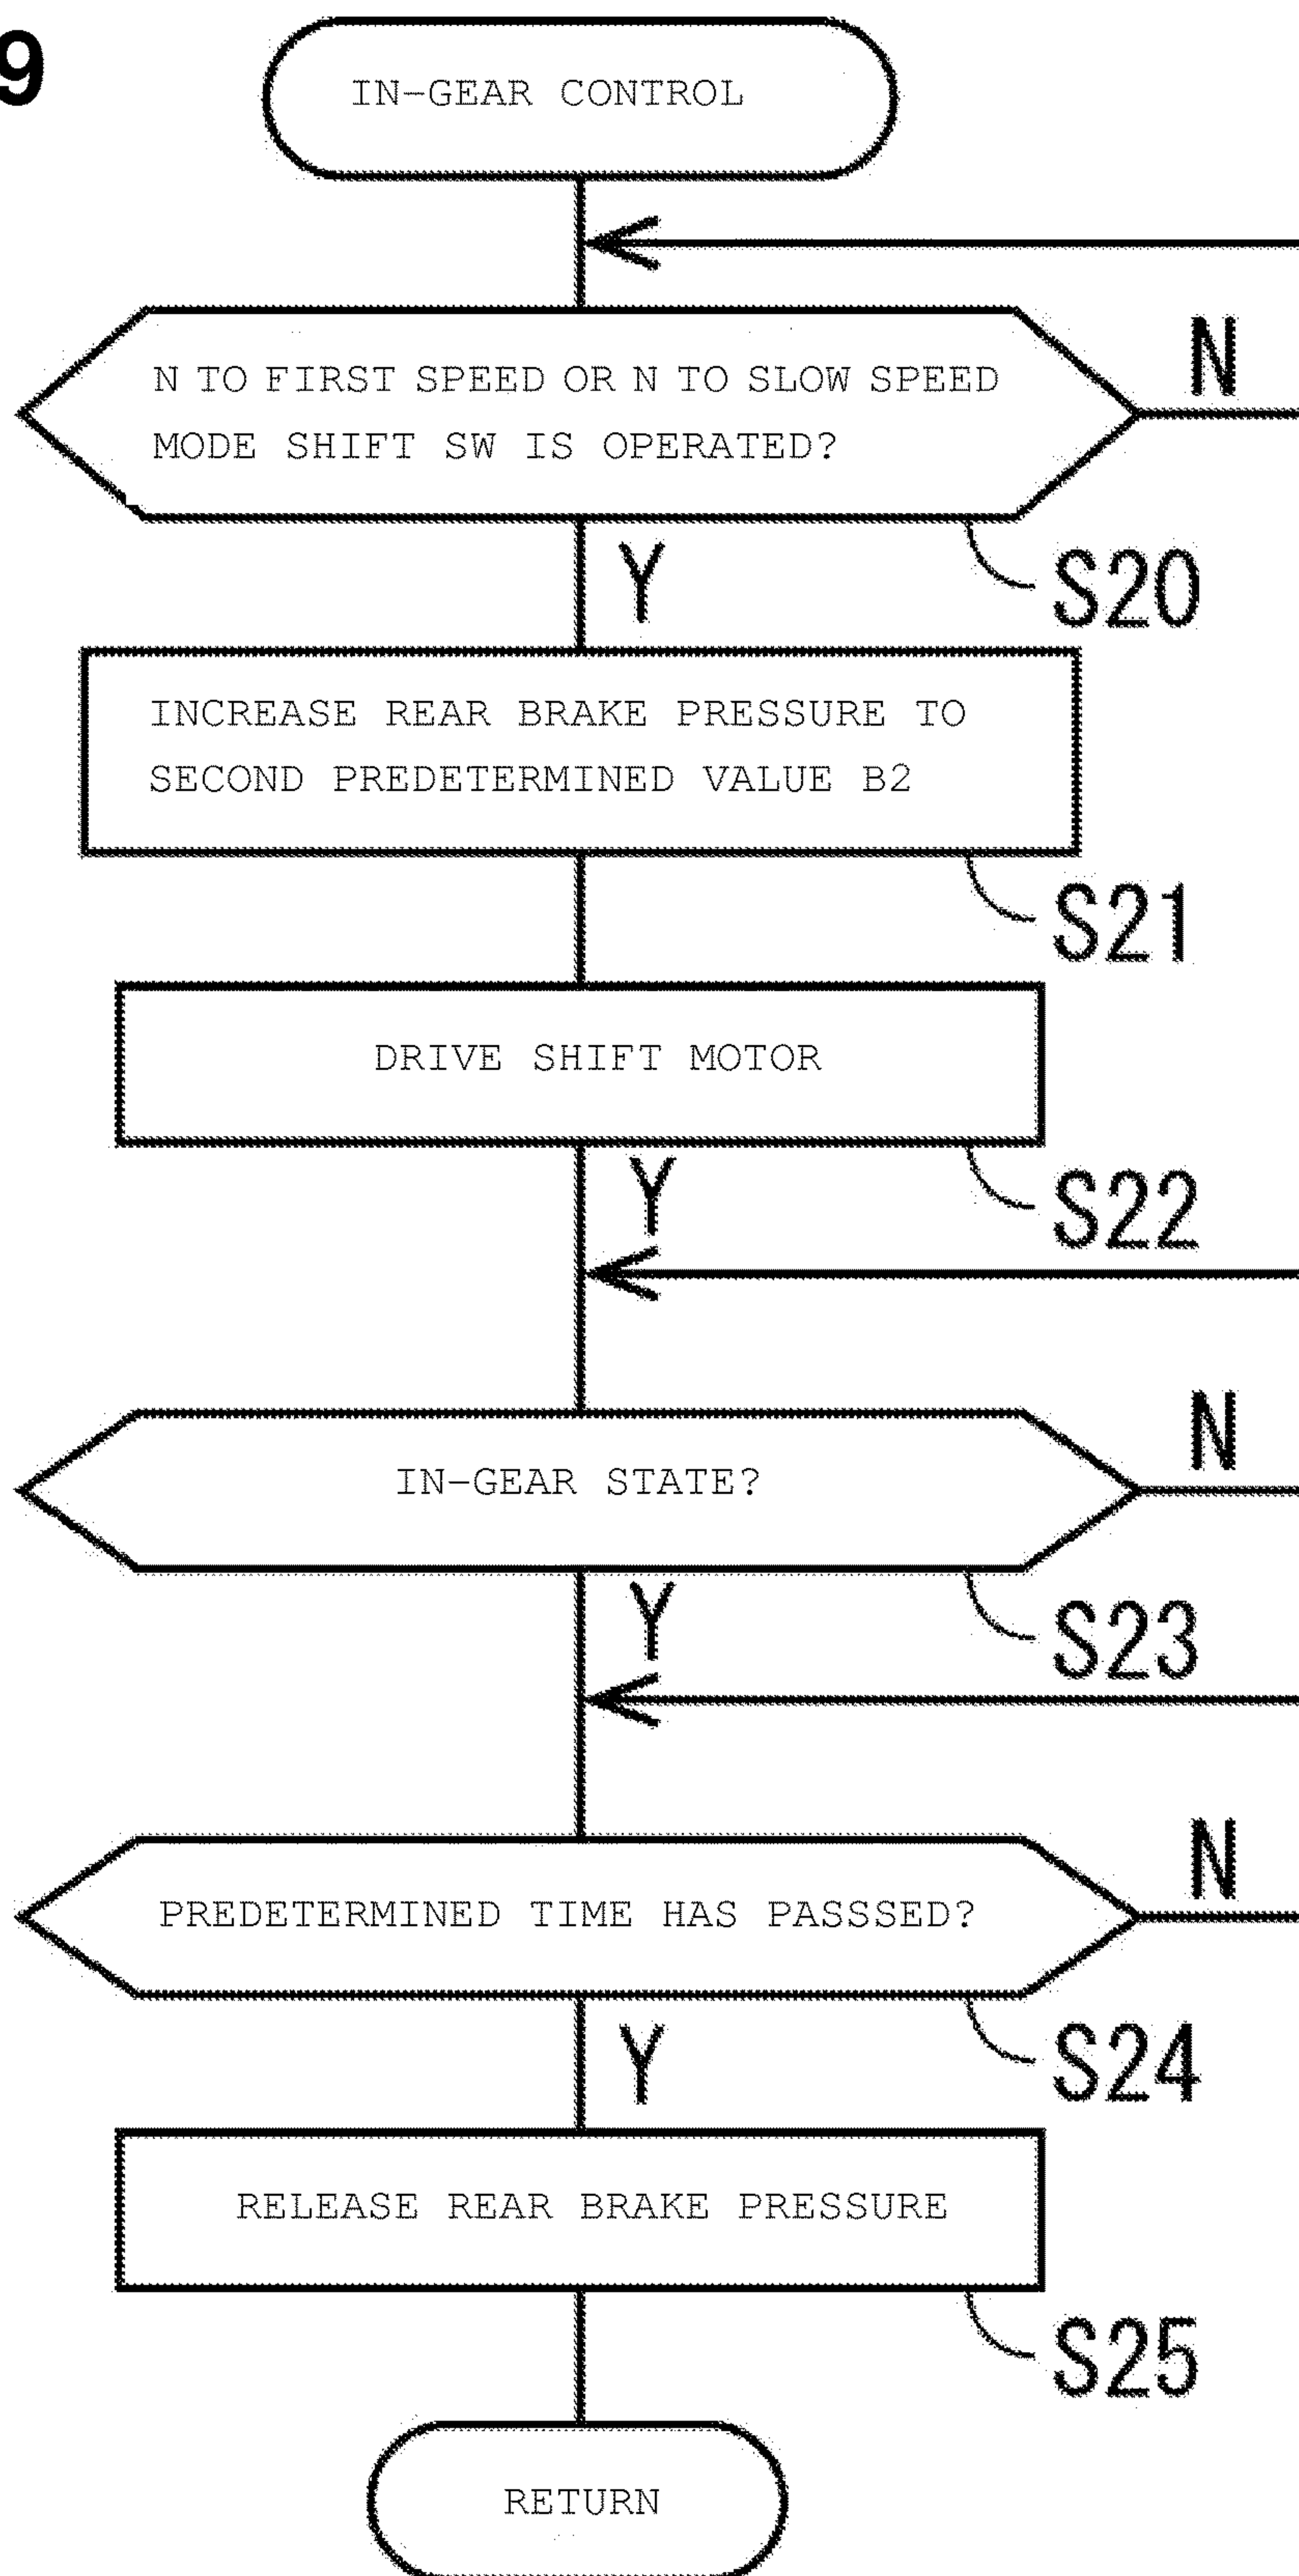 9
IN-GEAR CONTROL
N TO FIRST SPEED OR N TO SLOW SPEED
MODE SHIFT SW IS OPERATED?
N
Y
S20
INCREASE REAR BRAKE PRESSURE TO
SECOND PREDETERMINED VALUE B2
S21
DRIVE SHIFT MOTOR
Y
S22
IN-GEAR STATE?
N
Y
S23
PREDETERMINED TIME HAS PASSSED?
N
Y
S24
RELEASE REAR BRAKE PRESSURE
S25
RETURN